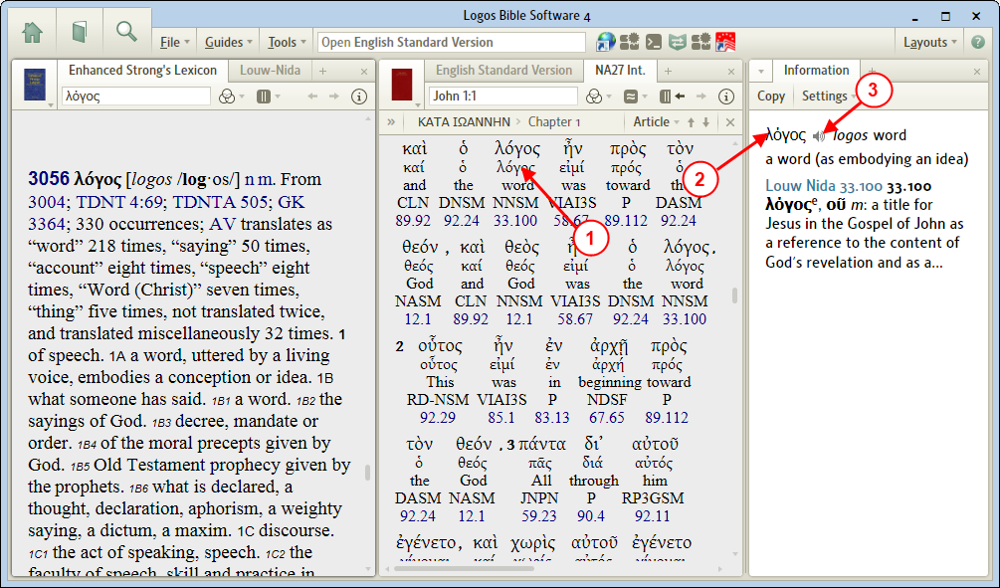 Logos Bible Software 4
File Guides Tools Open English Standard Version Layouts
Enhanced Strong's Lexicon Louw-Nida
λόγος
3056 λόγος [logos /log·os/] n m. From
3004; TDNT 4:69; TDNTA 505; GK
3364; 330 occurrences; AV translates as
“word” 218 times, “saying” 50 times,
“account” eight times, “speech” eight
times, “Word (Christ)” seven times,
“thing” five times, not translated twice,
and translated miscellaneously 32 times. 1
of speech. 1A a word, uttered by a living
voice, embodies a conception or idea. 1B
what someone has said. 1B1 a word. 1B2 the
sayings of God. 1B3 decree, mandate or
order. 1B4 of the moral precepts given by
God. 1B5 Old Testament prophecy given by
the prophets. 1B6 what is declared, a
thought, declaration, aphorism, a weighty
saying, a dictum, a maxim. 1C discourse.
1C1 the act of speaking, speech. 1C2 the
faculty of speech, skill and practice in
English Standard Version NA27 Int.
John 1:1
» ΚΑΤΑ ΙΩΑΝΝΗΝ > Chapter 1 Article
καὶ ὁ λόγος ἦν πρὸς τὸν
καί ὁ λόγος εἰμί πρός ὁ
and the word was toward
CLN DNSM NNSM VIAI3S P DASM
89.92 92.24 33.100 58.67 89.112 92.24
θεόν , καὶ θεὸς ἦν ὁ λόγος .
θεός καί θεός εἰμί ὁ λόγος
God and God was the word
NASM CLN NNSM VIAI3S DNSM NNSM
12.1 89.92 12.1 58.67 92.24 33.100
2 οὗτος ἦν ἐν ἀρχῇ πρὸς
οὗτος εἰμί ἐν ἀρχή πρός
This was in beginning toward
RD-NSM VIAI3S P NDSF P
92.29 85.1 83.13 67.65 89.112
τὸν θεόν . 3 πάντα δι’ αὐτοῦ
ὁ θεός πᾶς διά αὐτός
the God All through him
DASM NASM JNPN P RP3GSM
92.24 12.1 59.23 90.4 92.11
ἐγένετο , καὶ χωρὶς αὐτοῦ ἐγένετο
1
2
3
Information
Copy Settings
λόγος logos word
a word (as embodying an idea)
Louw Nida 33.100 33.100
λόγοςe, οῦ m: a title for
Jesus in the Gospel of John as
a reference to the content of
God's revelation and as a...